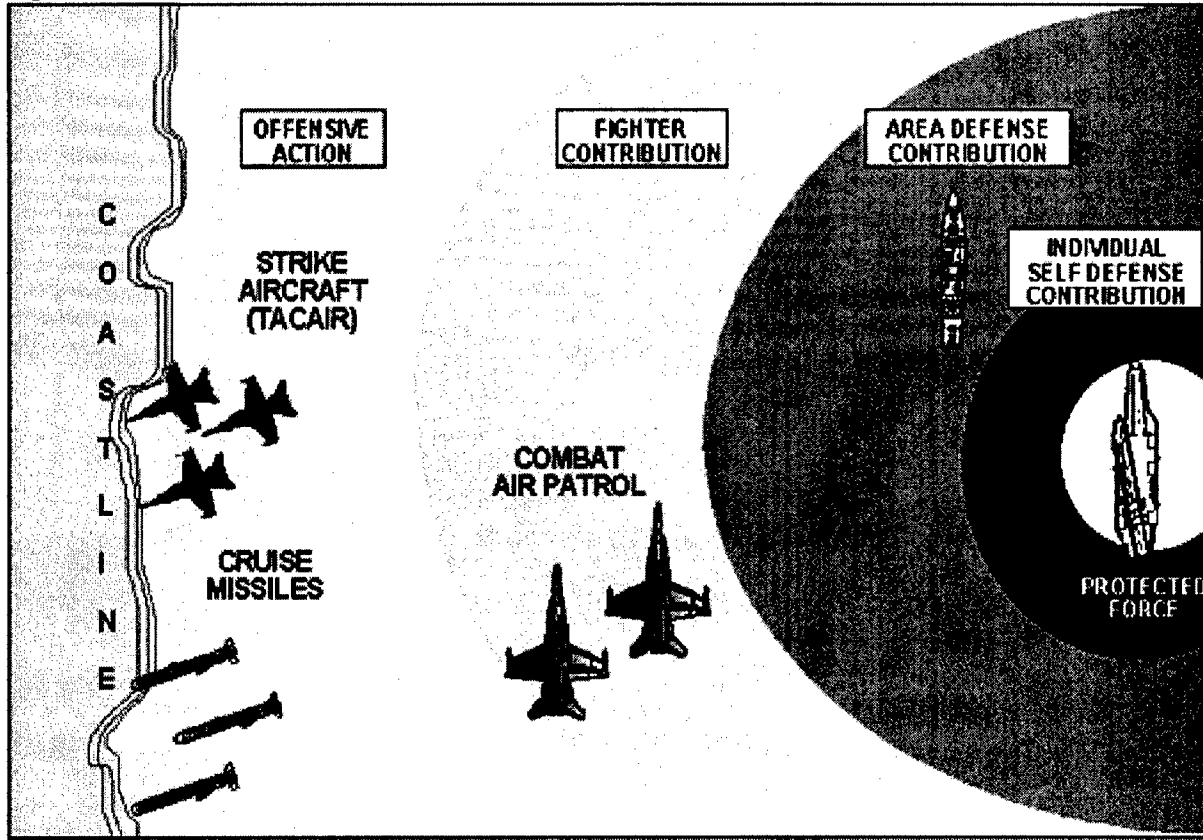 OFFENSIVE
ACTION
FIGHTER
CONTRIBUTION
AREA DEFENSE
CONTRIBUTION
INDIVIDUAL
SELF DEFENSE
CONTRIBUTION
COASTLINE
STRIKE
AIRCRAFT
(TACAIR)
COMBAT
AIR PATROL
CRUISE
MISSILES
PROTECTED
FORCE